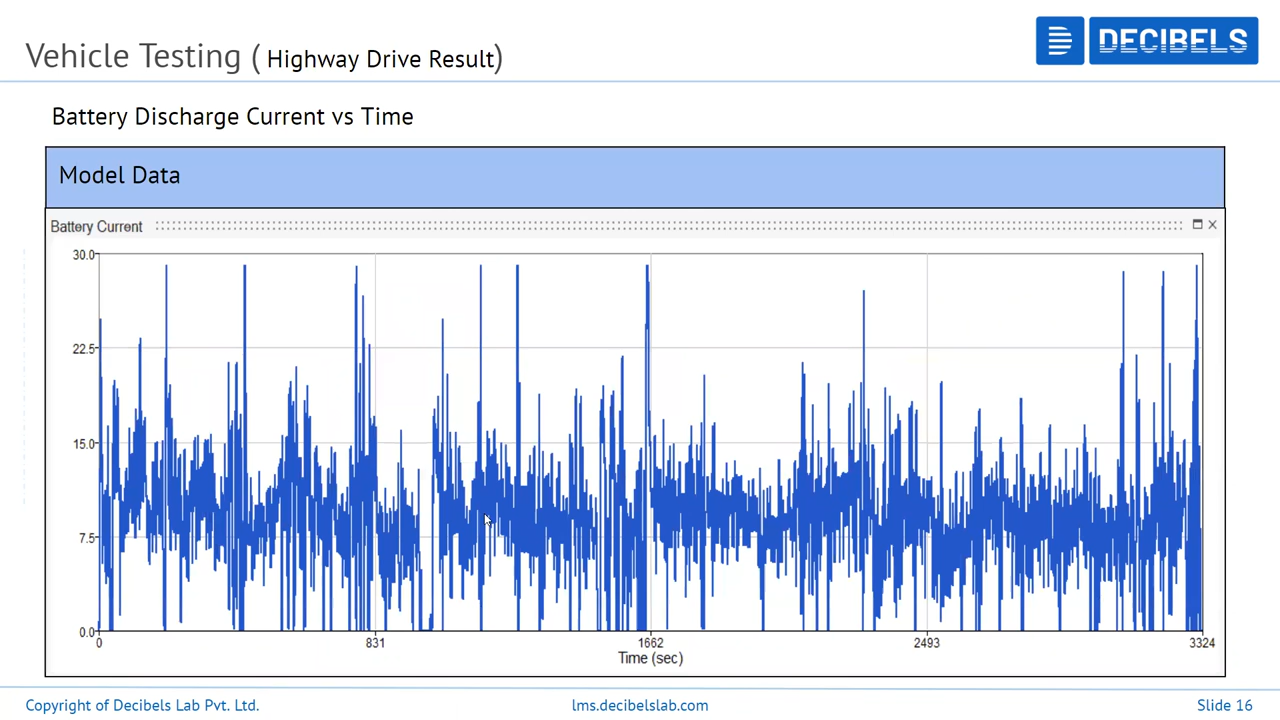 Vehicle Testing ( Highway Drive Result)
DECIBELS
Battery Discharge Current vs Time
Model Data
Battery Current
30.0
22.5
15.0
7.5
0.0
0 831 1662 2493 3324
Time (sec)
Copyright of Decibels Lab Pvt. Ltd. lms.decibelslab.com Slide 16